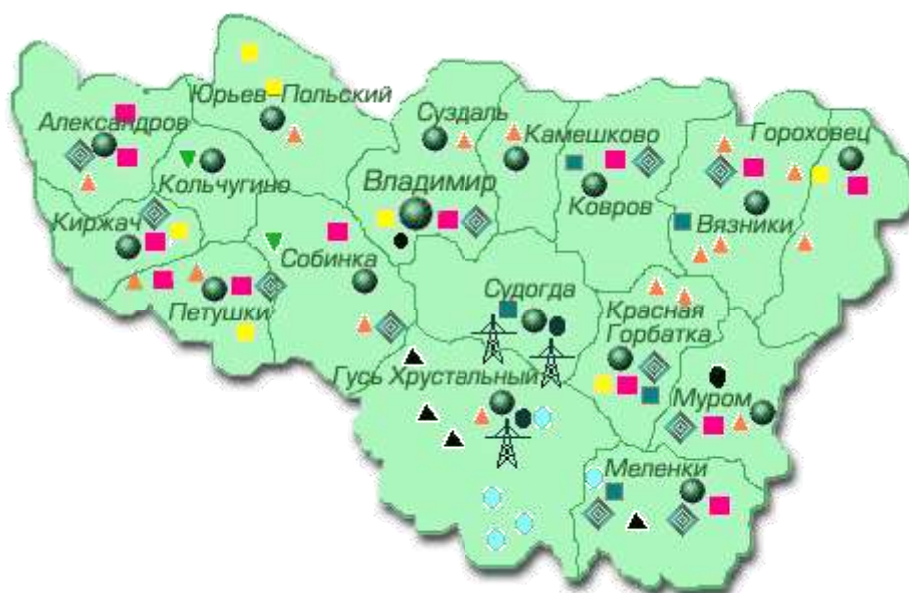 Юрьев-Польский
Александров
Суздаль
Камешково
Гороховец
Кольчугино
Владимир
Ковров
Вязники
Киржач
Собинка
Петушки
Судогда
Красная
Горбатка
Гусь Хрустальный
Муром
Меленки